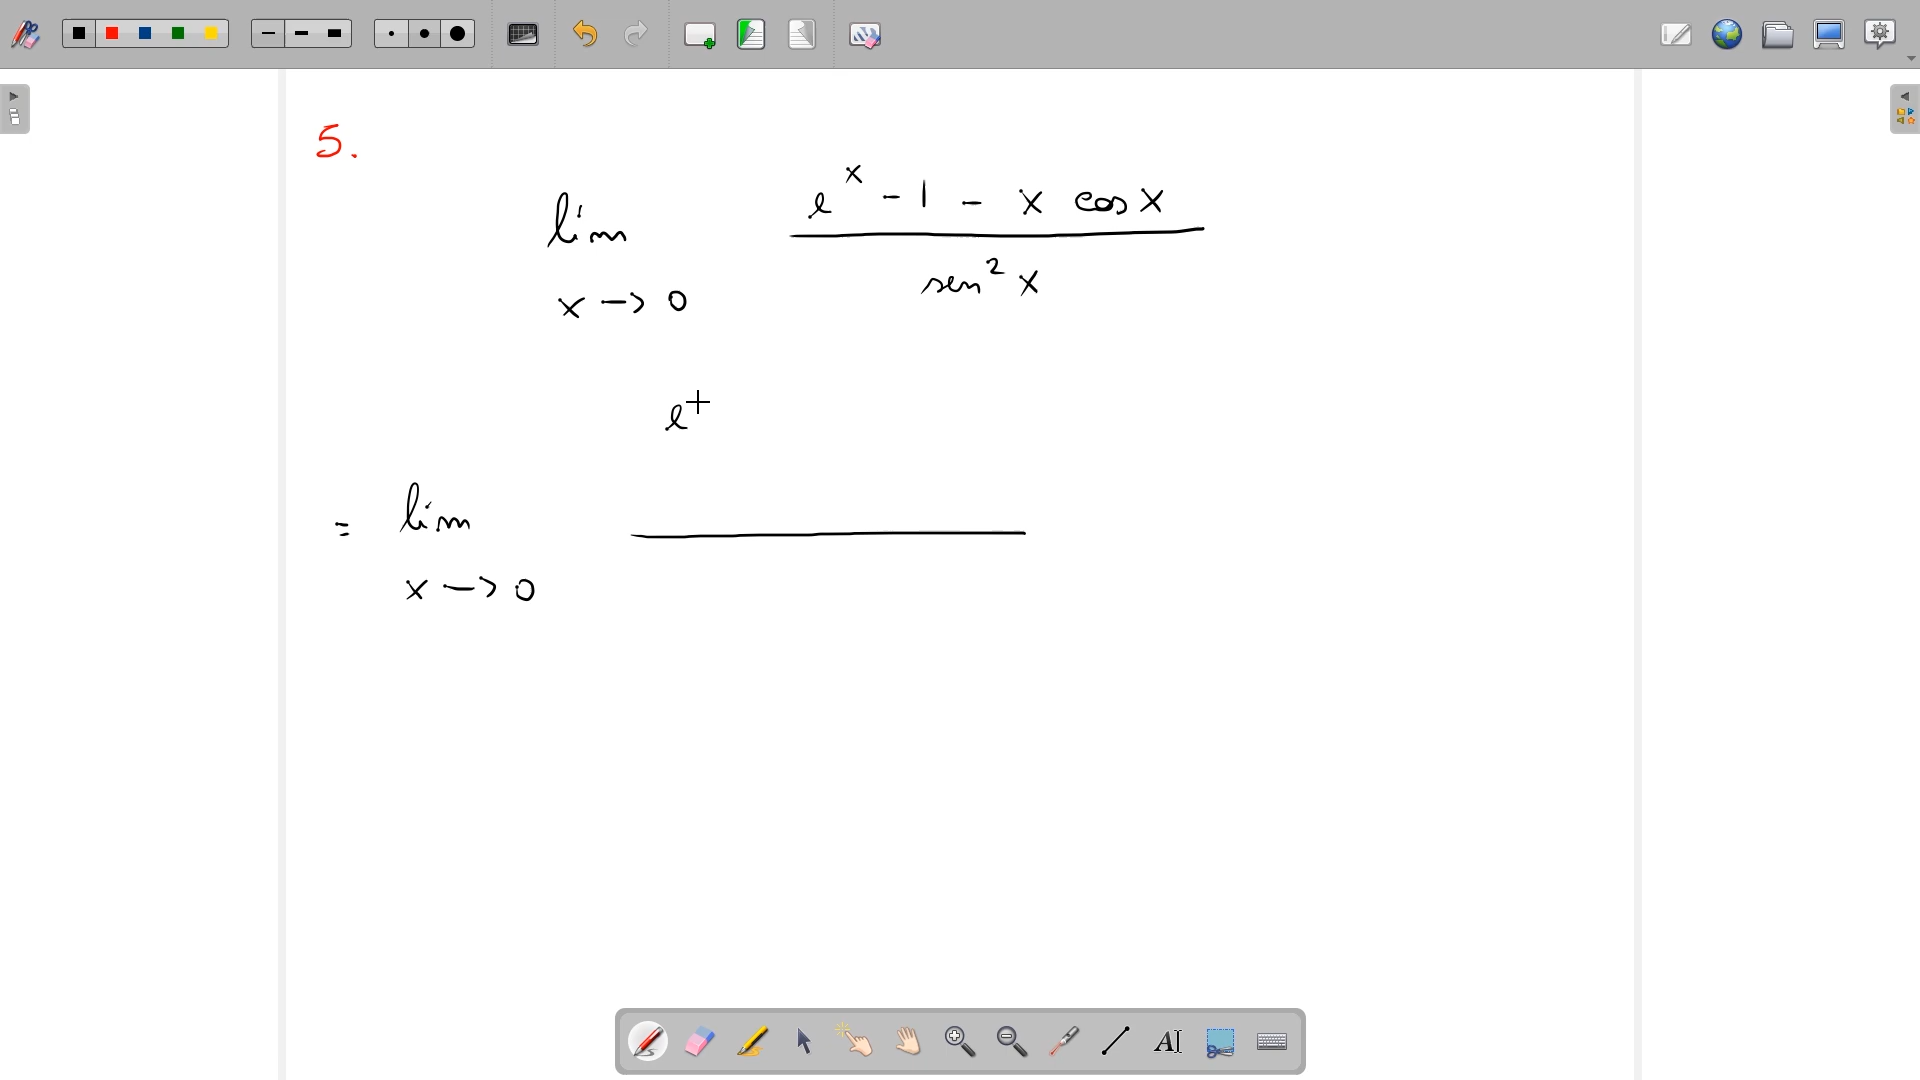 5.
lim x -> 0 (e^x - 1 - x cos x) / (sen^2 x)
e
= lim x -> 0